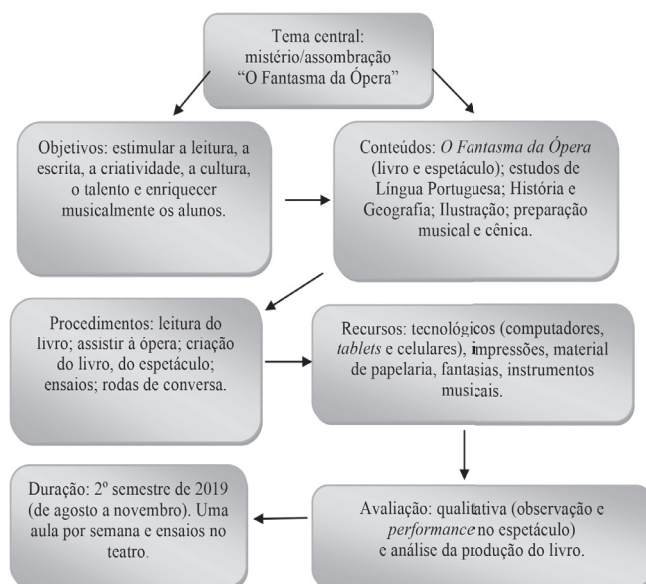 Tema central:
mistério/assombração
“O Fantasma da Ópera”
Objetivos: estimular a leitura, a
escrita, a criatividade, a cultura,
o talento e enriquecer
musicalmente os alunos.
Conteúdos: O Fantasma da Ópera
(livro e espetáculo); estudos de
Língua Portuguesa; História e
Geografia; Ilustração; preparação
musical e cênica.
Procedimentos: leitura do
livro; assistir à ópera; criação
do livro, do espetáculo;
ensaios; rodas de conversa.
Recursos: tecnológicos (computadores,
tablets e celulares), impressões, material
de papelaria, fantasias, instrumentos
musicais.
Duração: 2º semestre de 2019
(de agosto a novembro). Uma
aula por semana e ensaios no
teatro.
Avaliação: qualitativa (observação e
performance no espetáculo)
e análise da produção do livro.